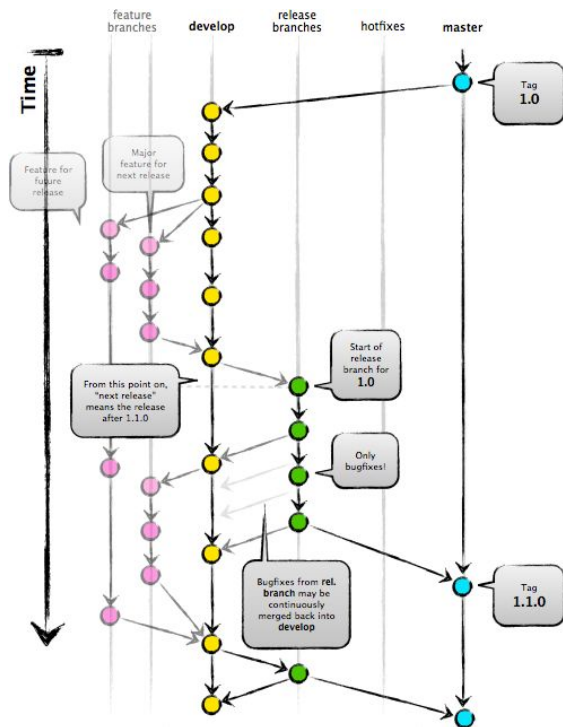 feature
branches
develop
release
branches
hotfixes
master
Time
Tag
1.0
Major
feature for
next release
Feature for
future
release
Start of
release
branch for
1.0
From this point on,
“next release”
means the release
after 1.1.0
Only
bugfixes!
Bugfixes from rel.
branch may be
continuously
merged back into
develop
Tag
1.1.0